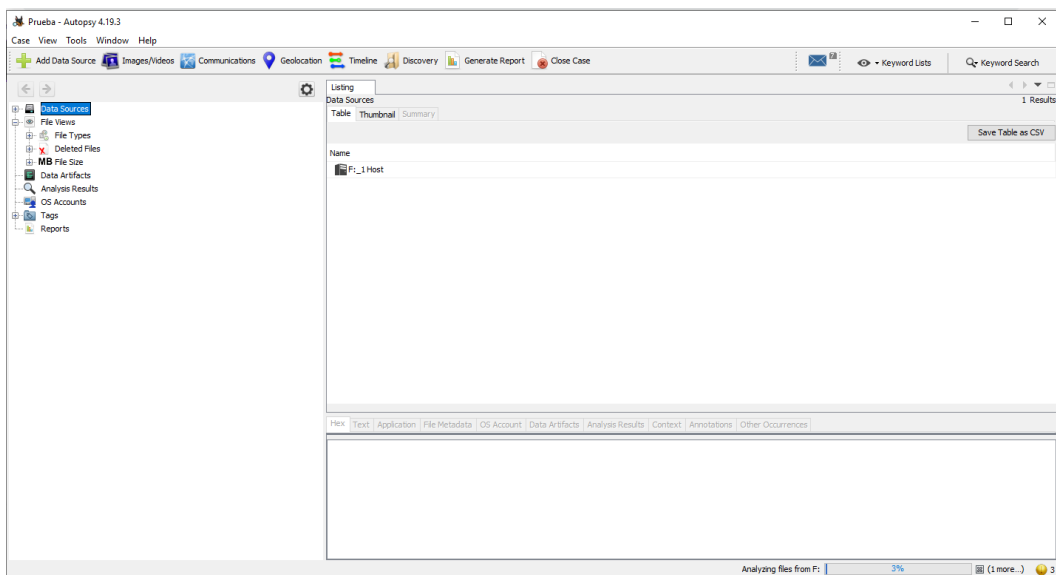 Prueba - Autopsy 4.19.3
Case View Tools Window Help
Add Data Source Images/Videos Communications Geolocation Timeline Discovery Generate Report Close Case Keyword Lists Keyword Search
Listing
Data Sources 1 Results
Table Thumbnail Summary
Save Table as CSV
Name
F:_1 Host
Data Sources
File Views
File Types
Deleted Files
MB File Size
Data Artifacts
Analysis Results
OS Accounts
Tags
Reports
Hex Text Application File Metadata OS Account Data Artifacts Analysis Results Context Annotations Other Occurrences
Analyzing files from F: 3% (1 more...) 3